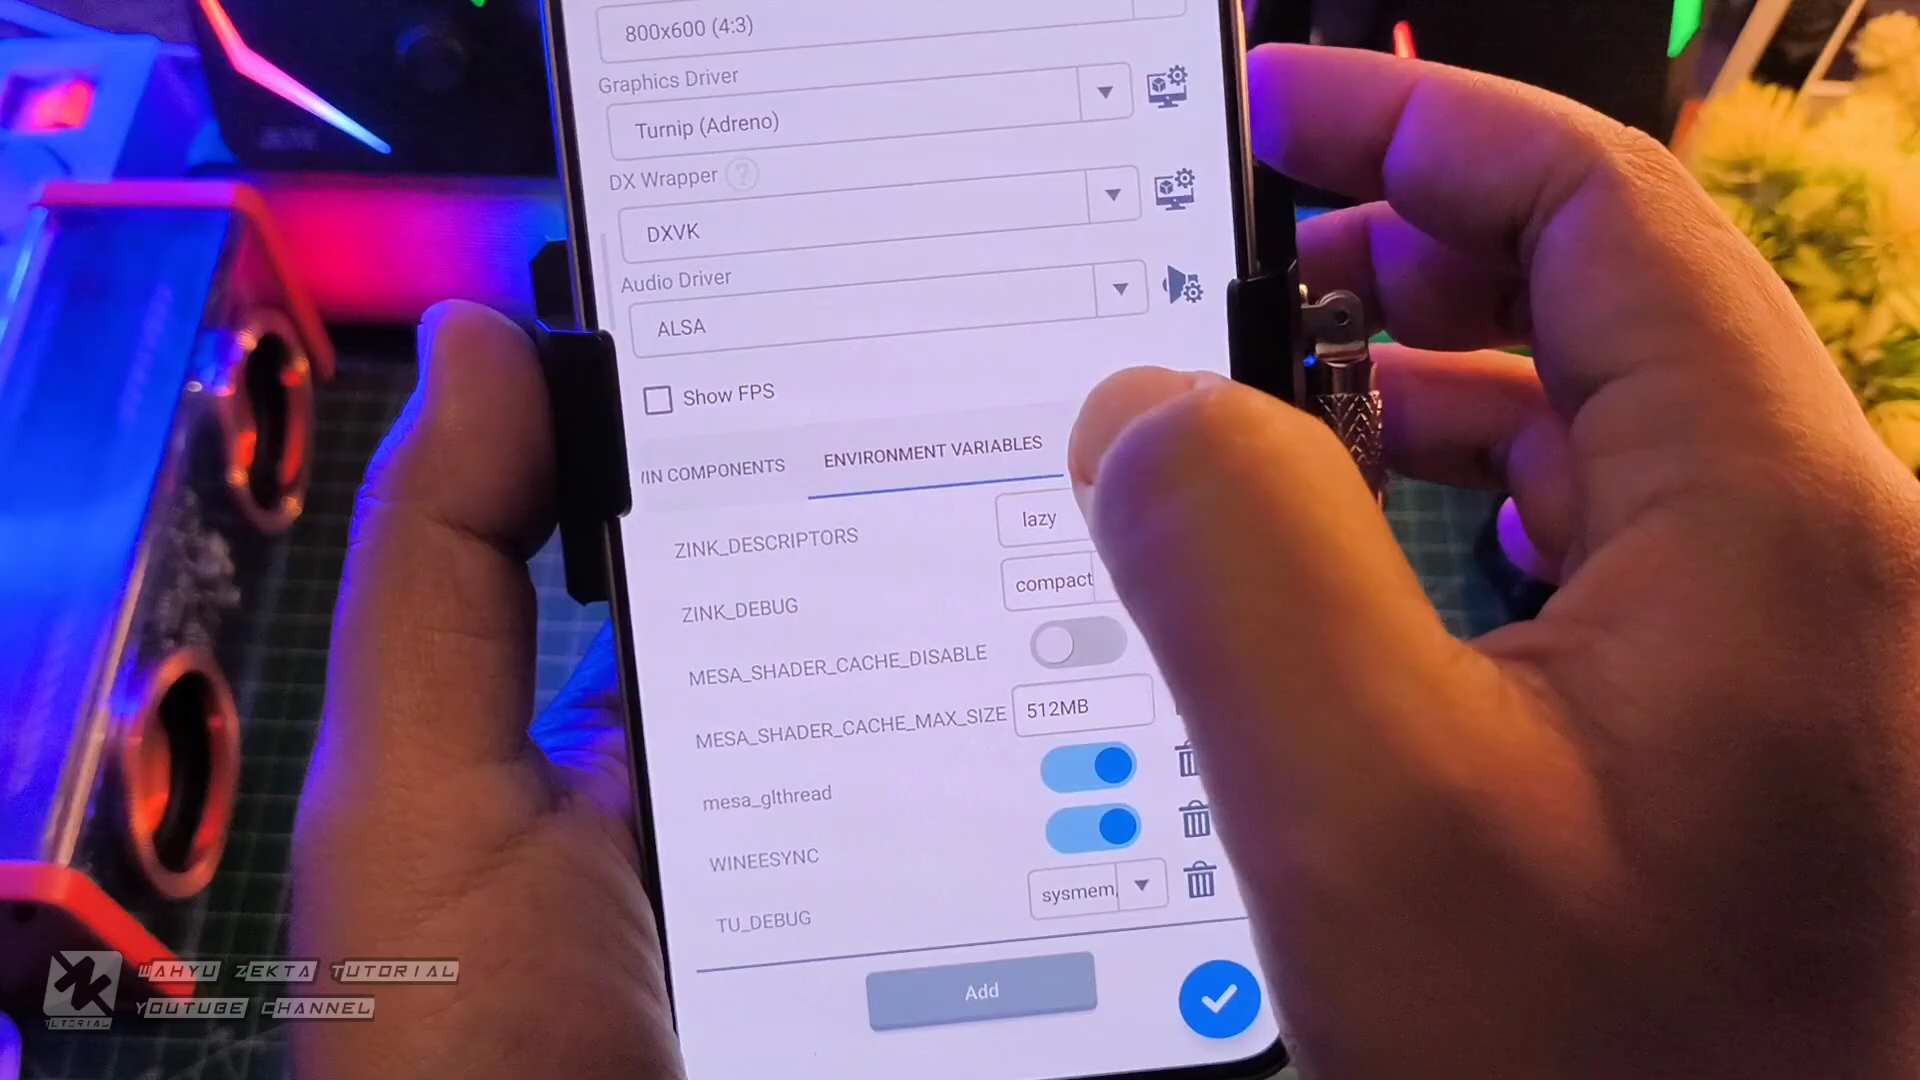 800x600 (4:3)
Graphics Driver
Turnip (Adreno)
DX Wrapper ?
DXVK
Audio Driver
ALSA
Show FPS
IN COMPONENTS
ENVIRONMENT VARIABLES
ZINK_DESCRIPTORS
lazy
ZINK_DEBUG
compact
MESA_SHADER_CACHE_DISABLE
MESA_SHADER_CACHE_MAX_SIZE
512MB
mesa_glthread
WINEESYNC
TU_DEBUG
sysmem,
Add
WAHYU ZEKTA TUTORIAL
YOUTUBE CHANNEL
TUTORIAL